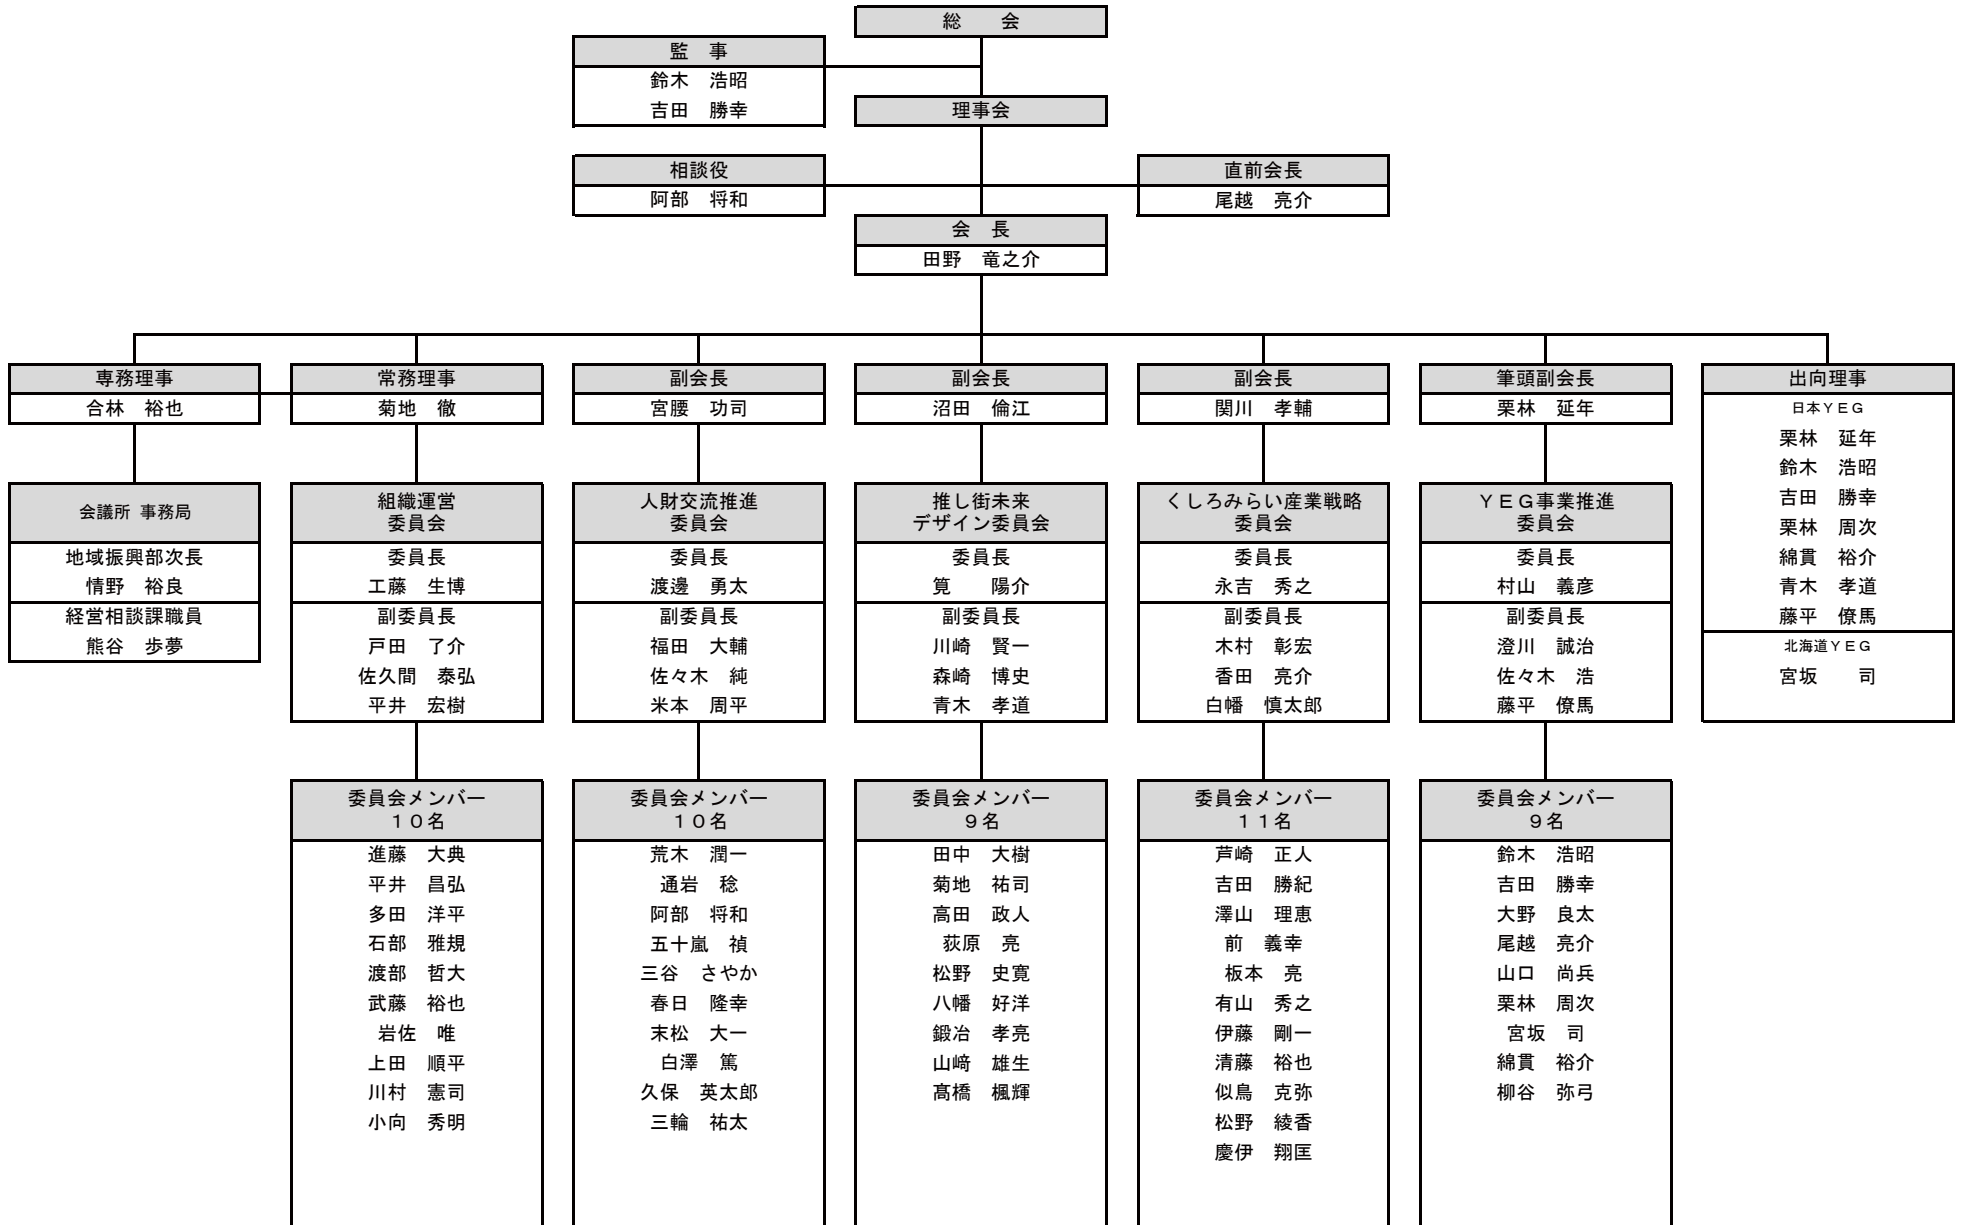 総　会
監　事
鈴木　浩昭
吉田　勝幸
理事会
相談役
阿部　将和
直前会長
尾越　亮介
会　長
田野　竜之介
専務理事
合林　裕也
会議所 事務局
地域振興部次長
情野　裕良
経営相談課職員
熊谷　歩夢
常務理事
菊地　徹
組織運営
委員会
委員長
工藤　生博
副委員長
戸田　了介
佐久間　泰弘
平井　宏樹
委員会メンバー
１０名
進藤　大典
平井　昌弘
多田　洋平
石部　雅規
渡部　哲大
武藤　裕也
岩佐　唯
上田　順平
川村　憲司
小向　秀明
副会長
宮腰　功司
人財交流推進
委員会
委員長
渡邊　勇太
副委員長
福田　大輔
佐々木　純
米本　周平
委員会メンバー
１０名
荒木　潤一
通岩　稔
阿部　将和
五十嵐　禎
三谷　さやか
春日　隆幸
末松　大一
白澤　篤
久保　英太郎
三輪　祐太
副会長
沼田　倫江
推し街未来
デザイン委員会
委員長
筧　陽介
副委員長
川崎　賢一
森崎　博史
青木　孝道
委員会メンバー
９名
田中　大樹
菊地　祐司
高田　政人
荻原　亮
松野　史寛
八幡　好洋
鍛冶　孝亮
山﨑　雄生
髙橋　楓輝
副会長
関川　孝輔
くしろみらい産業戦略
委員会
委員長
永吉　秀之
副委員長
木村　彰宏
香田　亮介
白幡　慎太郎
委員会メンバー
１１名
芦崎　正人
吉田　勝紀
澤山　理恵
前　義幸
板本　亮
有山　秀之
伊藤　剛一
清藤　裕也
似鳥　克弥
松野　綾香
慶伊　翔匡
筆頭副会長
栗林　延年
ＹＥＧ事業推進
委員会
委員長
村山　義彦
副委員長
澄川　誠治
佐々木　浩
藤平　僚馬
委員会メンバー
９名
鈴木　浩昭
吉田　勝幸
大野　良太
尾越　亮介
山口　尚兵
栗林　周次
宮坂　司
綿貫　裕介
柳谷　弥弓
出向理事
日本ＹＥＧ
栗林　延年
鈴木　浩昭
吉田　勝幸
栗林　周次
綿貫　裕介
青木　孝道
藤平　僚馬
北海道ＹＥＧ
宮坂　司